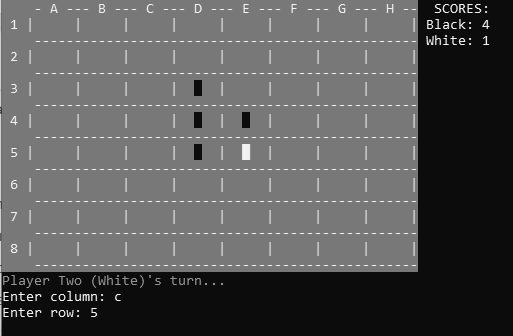 - A - - B - - C - - D - - E - - F - - G - - H - SCORES:
1 | | | | | | | | | Black: 4
White: 1
2 | | | | | | | | |
3 | | | | | | | | |
4 | | | | | | | | |
5 | | | | | | | | |
6 | | | | | | | | |
7 | | | | | | | | |
8 | | | | | | | | |
Player Two (White)'s turn...
Enter column: c
Enter row: 5